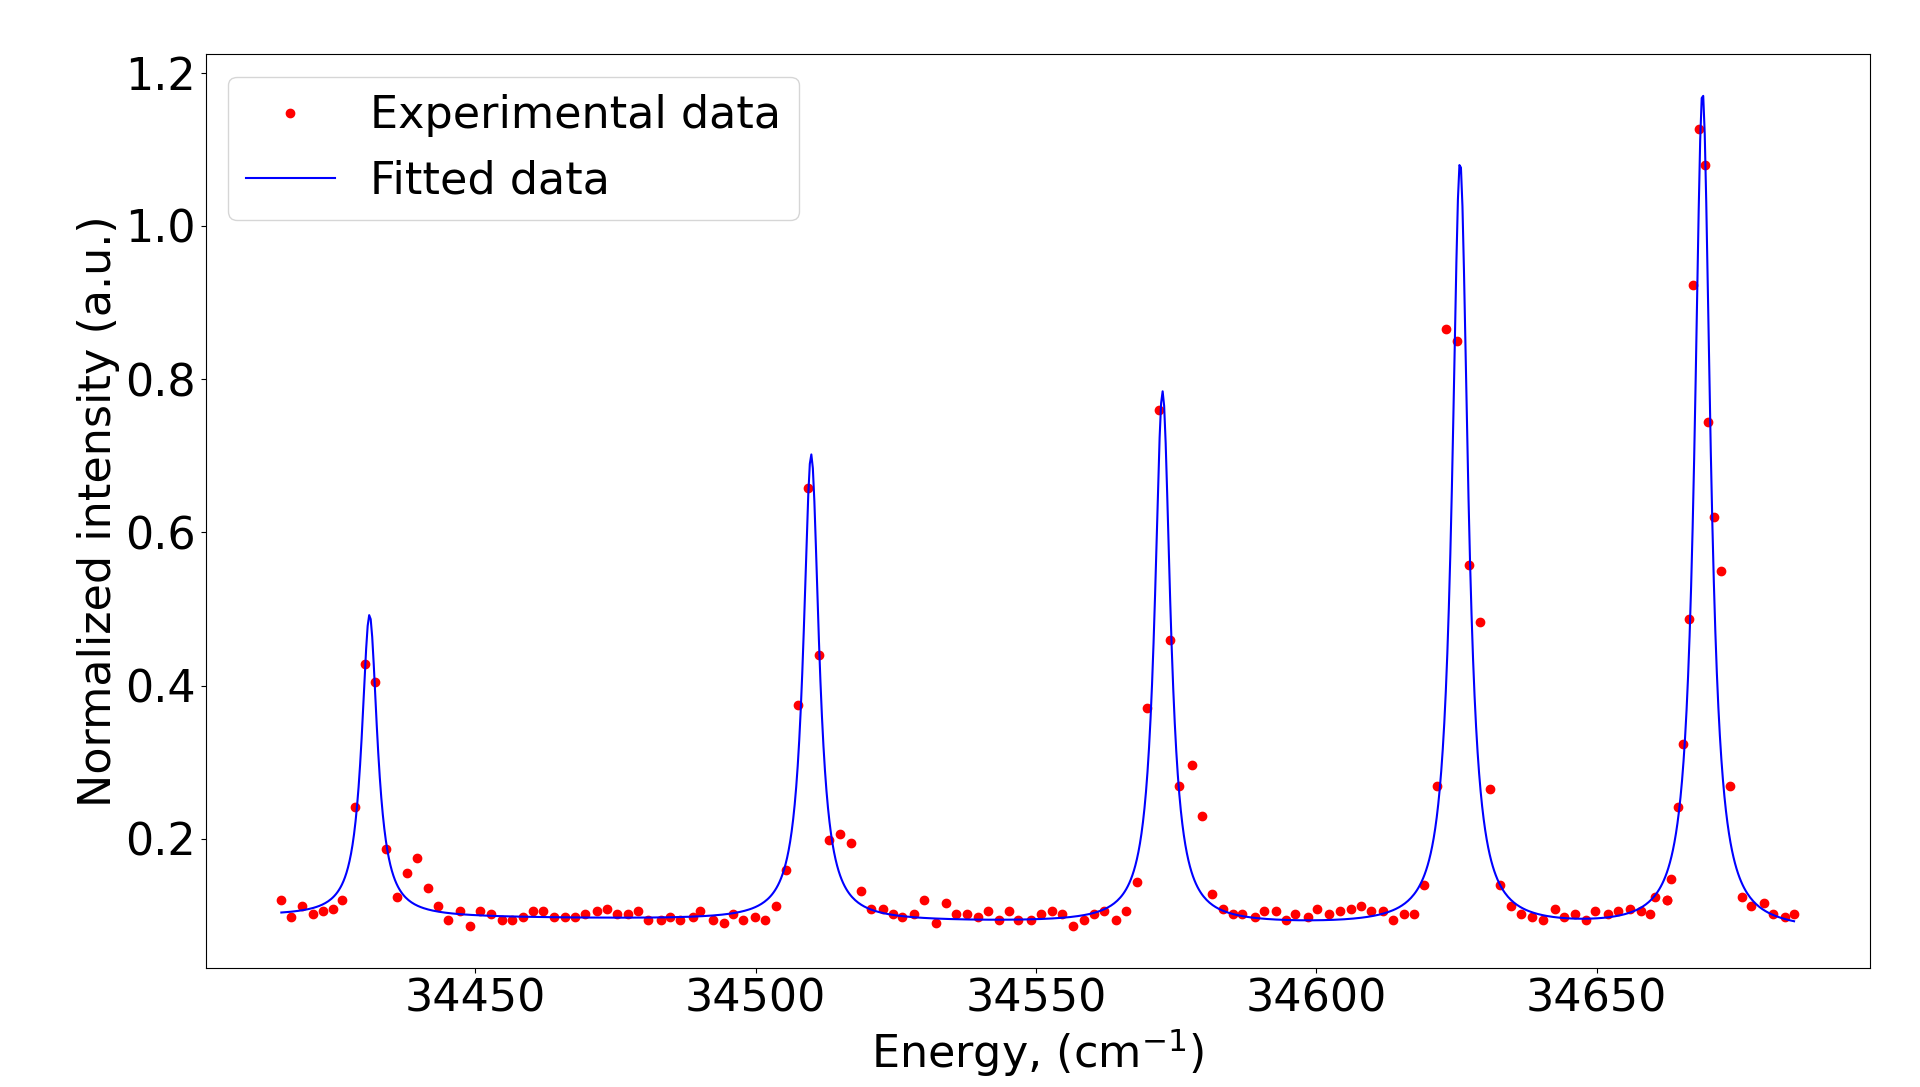 1.2
1.0
0.8
0.6
0.4
0.2
Normalized intensity (a.u.)
Experimental data
Fitted data
34450 34500 34550 34600 34650
Energy, (cm⁻¹)